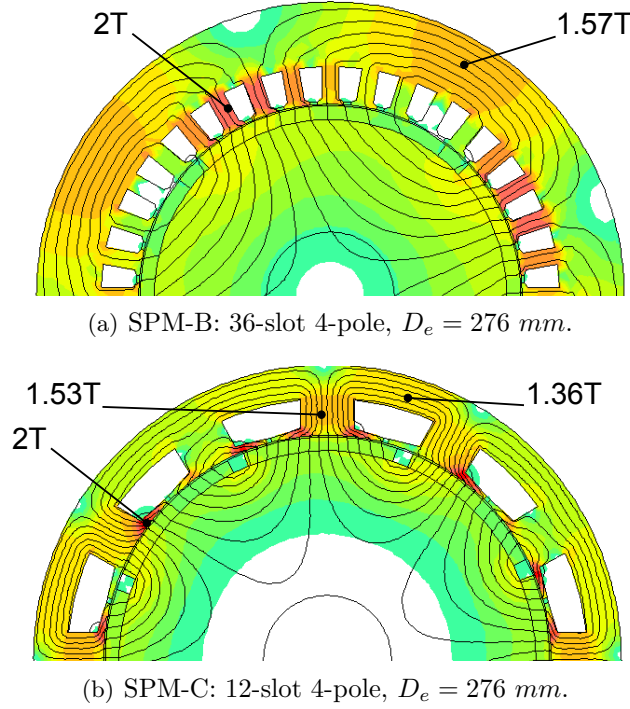 2T
1.57T
(a) SPM-B: 36-slot 4-pole, Dₑ = 276 mm.
1.53T
1.36T
2T
(b) SPM-C: 12-slot 4-pole, Dₑ = 276 mm.